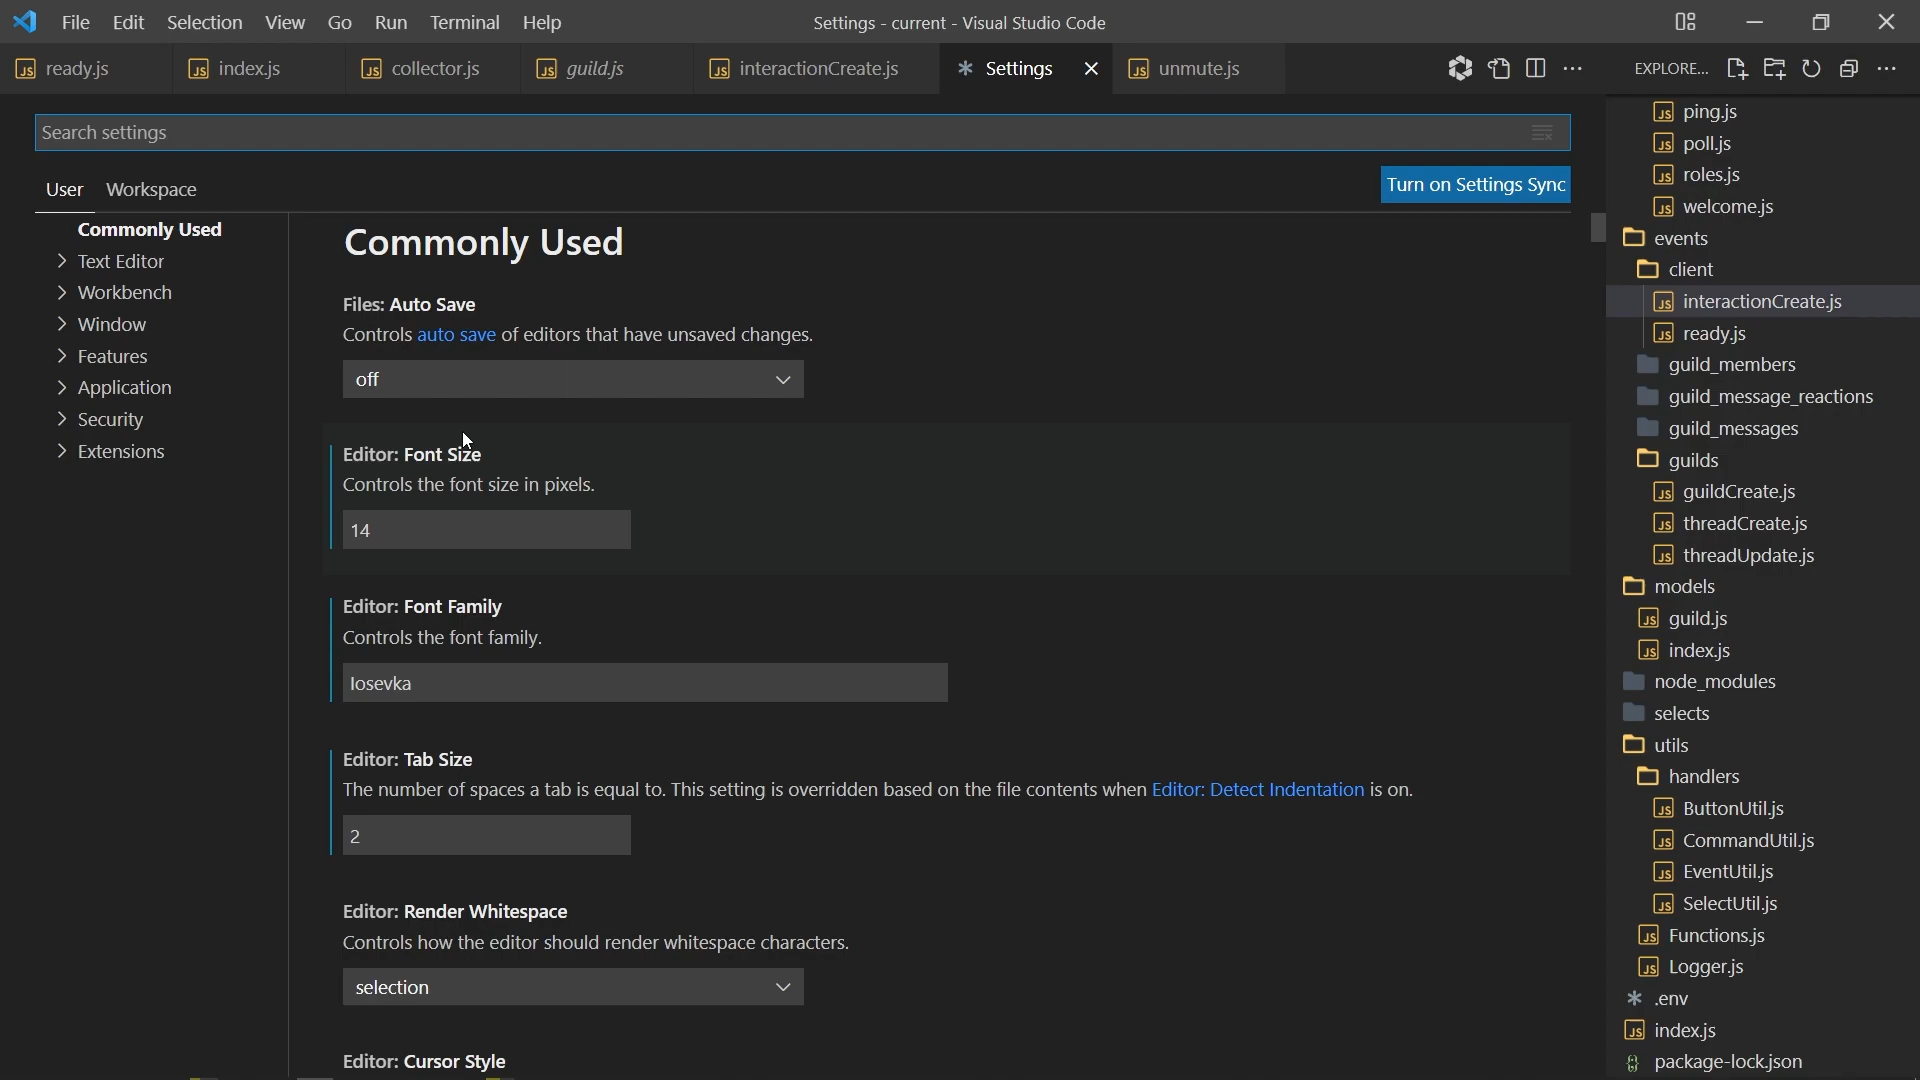 File Edit Selection View Go Run Terminal Help
Settings - current - Visual Studio Code
ready.js
index.js
collector.js
guild.js
interactionCreate.js
Settings
unmute.js
EXPLORE...
Search settings
User Workspace
Turn on Settings Sync
Commonly Used
Text Editor
Workbench
Window
Features
Application
Security
Extensions
Commonly Used
Files: Auto Save
Controls auto save of editors that have unsaved changes.
off
Editor: Font Size
Controls the font size in pixels.
14
Editor: Font Family
Controls the font family.
Iosevka
Editor: Tab Size
The number of spaces a tab is equal to. This setting is overridden based on the file contents when Editor: Detect Indentation is on.
2
Editor: Render Whitespace
Controls how the editor should render whitespace characters.
selection
Editor: Cursor Style
ping.js
poll.js
roles.js
welcome.js
events
client
interactionCreate.js
ready.js
guild_members
guild_message_reactions
guild_messages
guilds
guildCreate.js
threadCreate.js
threadUpdate.js
models
guild.js
index.js
node_modules
selects
utils
handlers
ButtonUtil.js
CommandUtil.js
EventUtil.js
SelectUtil.js
Functions.js
Logger.js
.env
index.js
package-lock.json